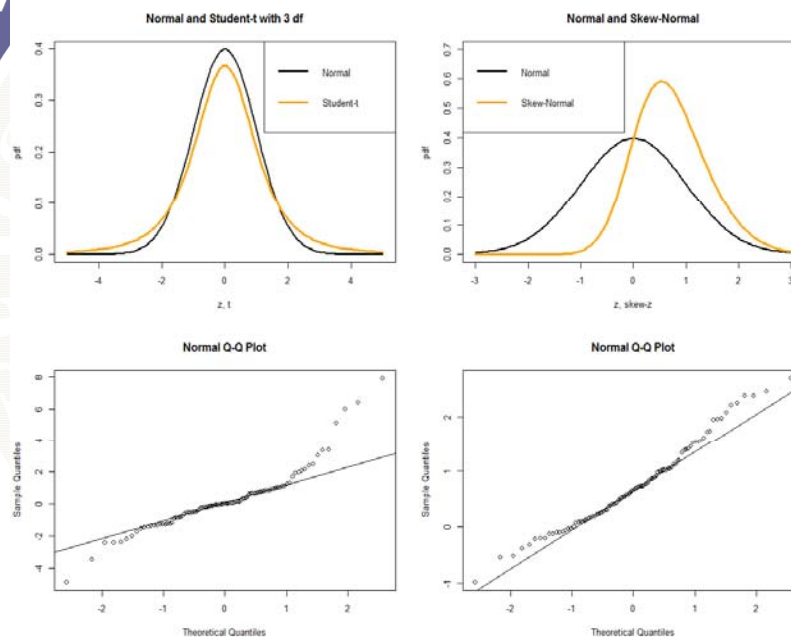 Normal and Student-t with 3 df
pdf
0.0
0.1
0.2
0.3
0.4
Normal
Student-t
-4
-2
0
2
4
z, t
Normal and Skew-Normal
pdf
0.0
0.1
0.2
0.3
0.4
0.5
0.6
0.7
Normal
Skew-Normal
-3
-2
-1
0
1
2
3
z, skew-z
Normal Q-Q Plot
Sample Quantiles
-4
-2
0
2
4
6
8
-2
-1
0
1
2
Theoretical Quantiles
Normal Q-Q Plot
Sample Quantiles
-1
0
1
2
-2
-1
0
1
2
Theoretical Quantiles